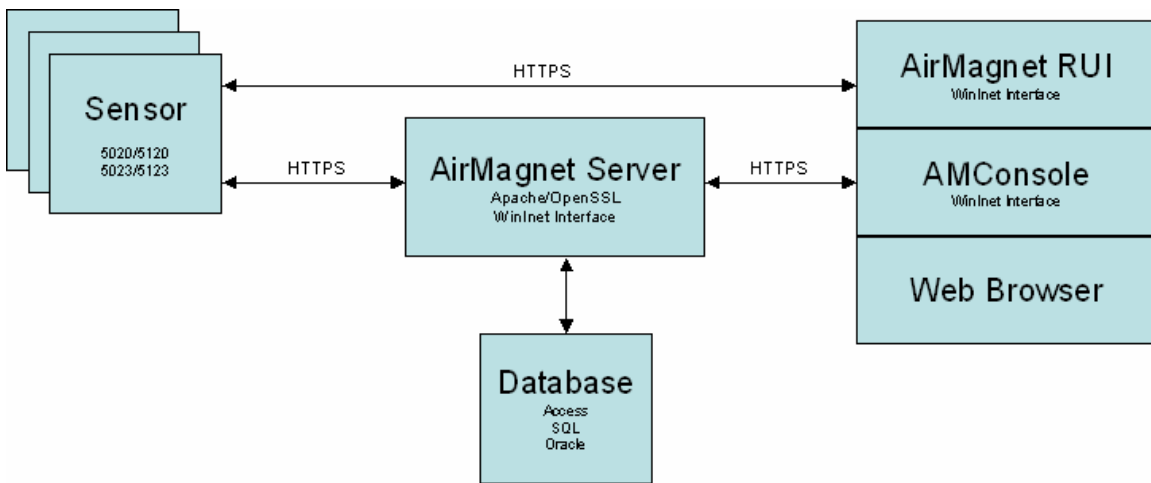 HTTPS
Sensor
5020/5120
5023/5123
HTTPS
AirMagnet Server
Apache/OpenSSL
WinInet Interface
HTTPS
AirMagnet RUI
WinInet Interface
AMConsole
WinInet Interface
Web Browser
Database
Access
SQL
Oracle